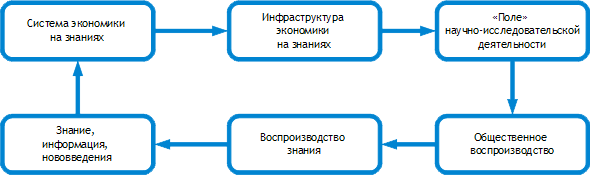 Система экономики
на знаниях
Инфраструктура
экономики
на знаниях
«Поле»
научно-исследовательской
деятельности
Знание,
информация,
нововведения
Воспроизводство
знания
Общественное
воспроизводство